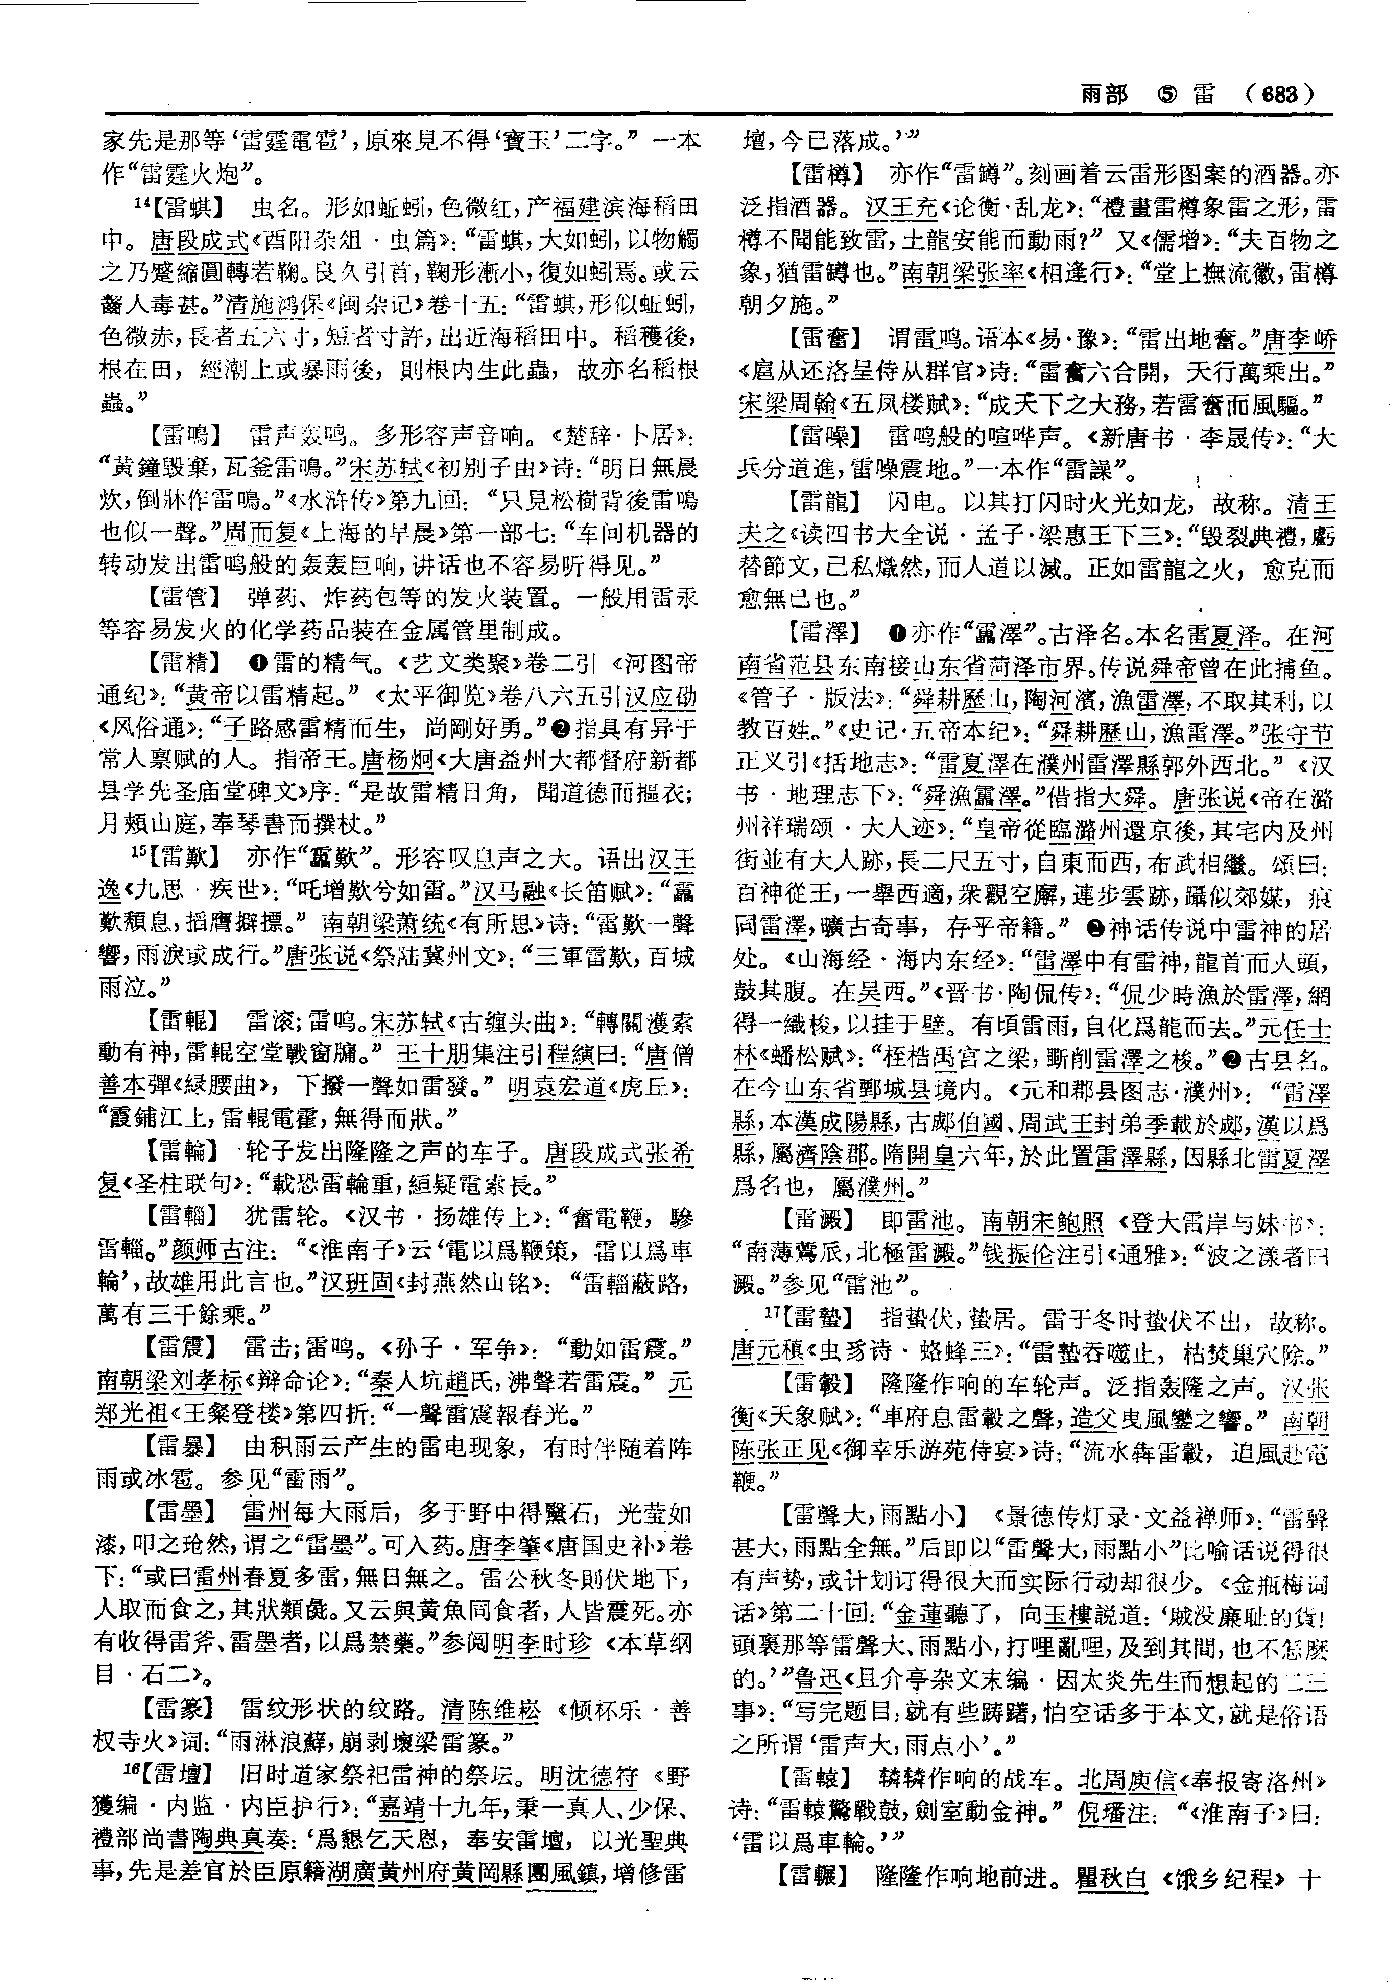 雨部 ⑤ 雷 (683)
家先是那等‘雷霆電雹’,原來見不得‘寶玉’二字。”一本
作“雷霆火炮”。
¹⁴【雷蜞】 虫名。形如蚯蚓,色微红,产福建滨海稻田
中。唐段成式《酉阳杂俎·虫篇》:“雷蜞,大如蚓,以物觸
之乃蹙縮圓轉若鞠。良久引首,鞠形漸小,復如蚓焉。或云
齧人毒甚。”清施鸿保《闽杂记》卷十五:“雷蜞,形似蚯蚓,
色微赤,長者五六寸,短者寸許,出近海稻田中。稻穫後,
根在田,經潮上或暴雨後,則根内生此蟲,故亦名稻根
蟲。”
【雷鳴】 雷声轰鸣。多形容声音响。《楚辞·卜居》:
“黄鐘毁棄,瓦釜雷鳴。”宋苏轼《初别子由》诗:“明日無晨
炊,倒牀作雷鳴。”《水浒传》第九回:“只見松樹背後雷鳴
也似一聲。”周而复《上海的早晨》第一部七:“车间机器的
转动发出雷鸣般的轰轰巨响,讲话也不容易听得见。”
【雷管】 弹药、炸药包等的发火装置。一般用雷汞
等容易发火的化学药品装在金属管里制成。
【雷精】 ❶雷的精气。《艺文类聚》卷二引《河图帝
通纪》:“黄帝以雷精起。”《太平御览》卷八六五引汉应劭
《风俗通》:“子路感雷精而生,尚剛好勇。”❷指具有异于
常人禀赋的人。指帝王。唐杨炯《大唐益州大都督府新都
县学先圣庙堂碑文》序:“是故雷精日角,聞道德而摳衣;
月頰山庭,奉琴書而撰杖。”
¹⁵【雷歎】 亦作“靁歎”。形容叹息声之大。语出汉王
逸《九思·疾世》:“吒增歎兮如雷。”汉马融《长笛赋》:“靁
歎頹息,搯膺擗摽。”南朝梁萧统《有所思》诗:“雷歎一聲
響,雨淚或成行。”唐张说《祭陆冀州文》:“三軍雷歎,百城
雨泣。”
【雷輥】 雷滚;雷鸣。宋苏轼《古缠头曲》:“轉關濩索
動有神,雷輥空堂戰窗牖。”王十朋集注引程縯曰:“唐僧
善本彈《緑腰曲》,下撥一聲如雷發。”明袁宏道《虎丘》:
“霞鋪江上,雷輥電霍,無得而狀。”
【雷輪】 轮子发出隆隆之声的车子。唐段成式张希
复《圣柱联句》:“載恐雷輪重,絙疑電索長。”
【雷輜】 犹雷轮。《汉书·扬雄传上》:“奮電鞭,驂
雷輜。”颜师古注:“《淮南子》云‘電以爲鞭策,雷以爲車
輪’,故雄用此言也。”汉班固《封燕然山铭》:“雷輜蔽路,
萬有三千餘乘。”
【雷震】 雷击;雷鸣。《孙子·军争》:“動如雷震。”
南朝梁刘孝标《辩命论》:“秦人坑趙氏,沸聲若雷震。”元
郑光祖《王粲登楼》第四折:“一聲雷震報春光。”
【雷暴】 由积雨云产生的雷电现象,有时伴随着阵
雨或冰雹。参见“雷雨”。
【雷墨】 雷州每大雨后,多于野中得黳石,光莹如
漆,叩之玱然,谓之“雷墨”。可入药。唐李肇《唐国史补》卷
下:“或曰雷州春夏多雷,無日無之。雷公秋冬則伏地下,
人取而食之,其狀類彘。又云與黄魚同食者,人皆震死。亦
有收得雷斧、雷墨者,以爲禁藥。”参阅明李时珍《本草纲
目·石二》。
【雷篆】 雷纹形状的纹路。清陈维崧《倾杯乐·善
权寺火》词:“雨淋浪蘚,崩剥壞梁雷篆。”
¹⁶【雷壇】 旧时道家祭祀雷神的祭坛。明沈德符《野
獲编·内监·内臣护行》:“嘉靖十九年,秉一真人、少保、
禮部尚書陶典真奏:‘爲懇乞天恩,奉安雷壇,以光聖典
事,先是差官於臣原籍湖廣黄州府黄岡縣團風鎮,增修雷
壇,今已落成。’”
【雷樽】 亦作“雷罇”。刻画着云雷形图案的酒器。亦
泛指酒器。汉王充《论衡·乱龙》:“禮畫雷樽象雷之形,雷
樽不聞能致雷,土龍安能而動雨?”又《儒增》:“夫百物之
象,猶雷罇也。”南朝梁张率《相逢行》:“堂上撫流徽,雷樽
朝夕施。”
【雷奮】 谓雷鸣。语本《易·豫》:“雷出地奮。”唐李峤
《扈从还洛呈侍从群官》诗:“雷奮六合開,天行萬乘出。”
宋梁周翰《五凤楼赋》:“成天下之大務,若雷奮而風驅。”
【雷噪】 雷鸣般的喧哗声。《新唐书·李晟传》:“大
兵分道進,雷噪震地。”一本作“雷譟”。
【雷龍】 闪电。以其打闪时火光如龙,故称。清王
夫之《读四书大全说·孟子·梁惠王下三》:“毁裂典禮,虧
替節文,己私熾然,而人道以滅。正如雷龍之火,愈克而
愈無已也。”
【雷澤】 ❶亦作“靁澤”。古泽名。本名雷夏泽。在河
南省范县东南接山东省菏泽市界。传说舜帝曾在此捕鱼。
《管子·版法》:“舜耕歷山,陶河濱,漁雷澤,不取其利,以
教百姓。”《史记·五帝本纪》:“舜耕歷山,漁雷澤。”张守节
正义引《括地志》:“雷夏澤在濮州雷澤縣郭外西北。”《汉
书·地理志下》:“舜漁靁澤。”借指大舜。唐张说《帝在潞
州祥瑞颂·大人迹》:“皇帝從臨潞州還京後,其宅内及州
街並有大人跡,長二尺五寸,自東而西,布武相繼。頌曰:
百神從王,一舉西適,衆觀空廨,連步雲跡,躡似郊媒,痕
同雷澤,曠古奇事,存乎帝籍。”❷神话传说中雷神的居
处。《山海经·海内东经》:“雷澤中有雷神,龍首而人頭,
鼓其腹。在吴西。”《晋书·陶侃传》:“侃少時漁於雷澤,網
得一織梭,以挂于壁。有頃雷雨,自化爲龍而去。”元任士
林《蟠松赋》:“桎梏禹宫之梁,斲削雷澤之梭。”❷古县名。
在今山东省鄄城县境内。《元和郡县图志·濮州》:“雷澤
縣,本漢成陽縣,古郕伯國、周武王封弟季載於郕,漢以爲
縣,屬濟陰郡。隋開皇六年,於此置雷澤縣,因縣北雷夏澤
爲名也,屬濮州。”
【雷澱】 即雷池。南朝宋鲍照《登大雷岸与妹书》:
“南薄鷰𠂢,北極雷澱。”钱振伦注引《通雅》:“波之漾者曰
澱。”参见“雷池”。
¹⁷【雷蟄】 指蛰伏,蛰居。雷于冬时蛰伏不出,故称。
唐元稹《虫豸诗·蛒蜂三》:“雷蟄吞噬止,枯焚巢穴除。”
【雷轂】 隆隆作响的车轮声。泛指轰隆之声。汉张
衡《天象赋》:“車府息雷轂之聲,造父曳風鑾之響。”南朝
陈张正见《御幸乐游苑侍宴》诗:“流水犇雷轂,追風赴電
鞭。”
【雷聲大,雨點小】 《景德传灯录·文益禅师》:“雷聲
甚大,雨點全無。”后即以“雷聲大,雨點小”比喻话说得很
有声势,或计划订得很大而实际行动却很少。《金瓶梅词
话》第二十回:“金蓮聽了,向玉樓説道:‘賊没廉耻的貨!
頭裏那等雷聲大、雨點小,打哩亂哩,及到其間,也不怎麽
的。’”鲁迅《且介亭杂文末编·因太炎先生而想起的二三
事》:“写完题目,就有些踌躇,怕空话多于本文,就是俗语
之所谓‘雷声大,雨点小’。”
【雷轅】 辚辚作响的战车。北周庾信《奉报寄洛州》
诗:“雷轅驚戰鼓,劍室動金神。”倪璠注:“《淮南子》曰:
‘雷以爲車輪。’”
【雷輾】 隆隆作响地前进。瞿秋白《饿乡纪程》十